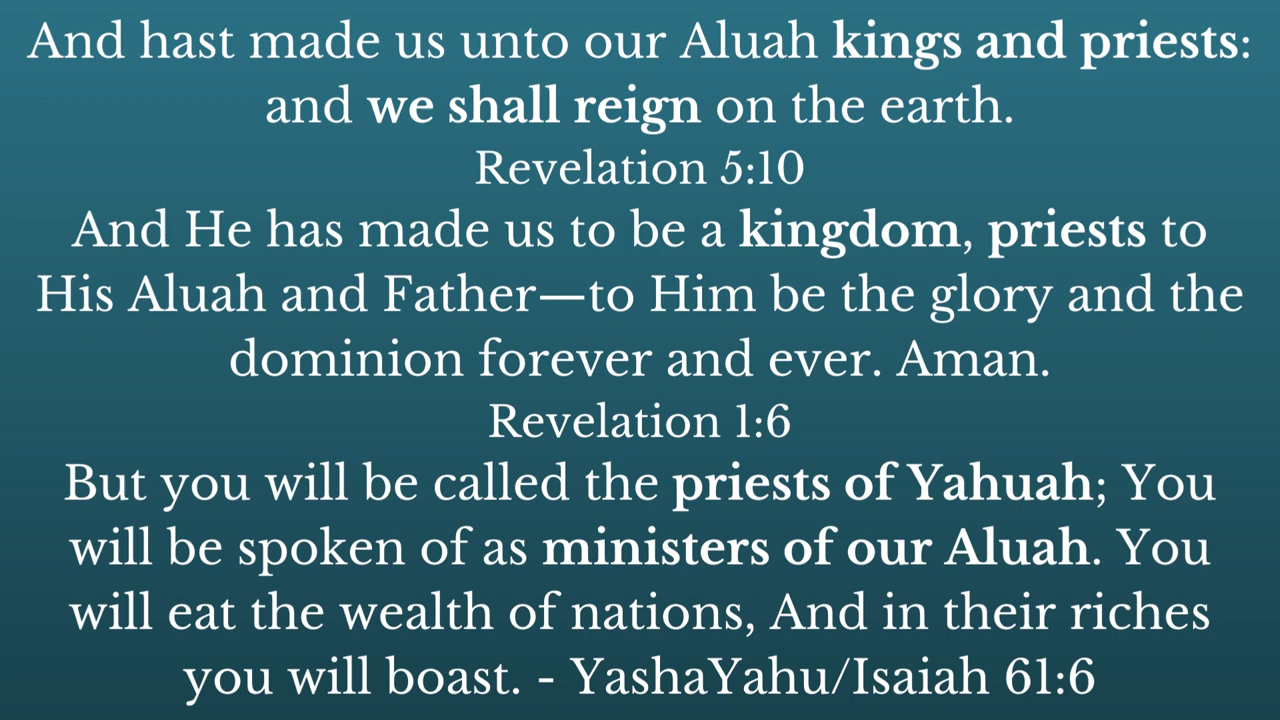 And hast made us unto our Aluah kings and priests:
and we shall reign on the earth.
Revelation 5:10
And He has made us to be a kingdom, priests to
His Aluah and Father—to Him be the glory and the
dominion forever and ever. Aman.
Revelation 1:6
But you will be called the priests of Yahuah; You
will be spoken of as ministers of our Aluah. You
will eat the wealth of nations, And in their riches
you will boast. - YashaYahu/Isaiah 61:6